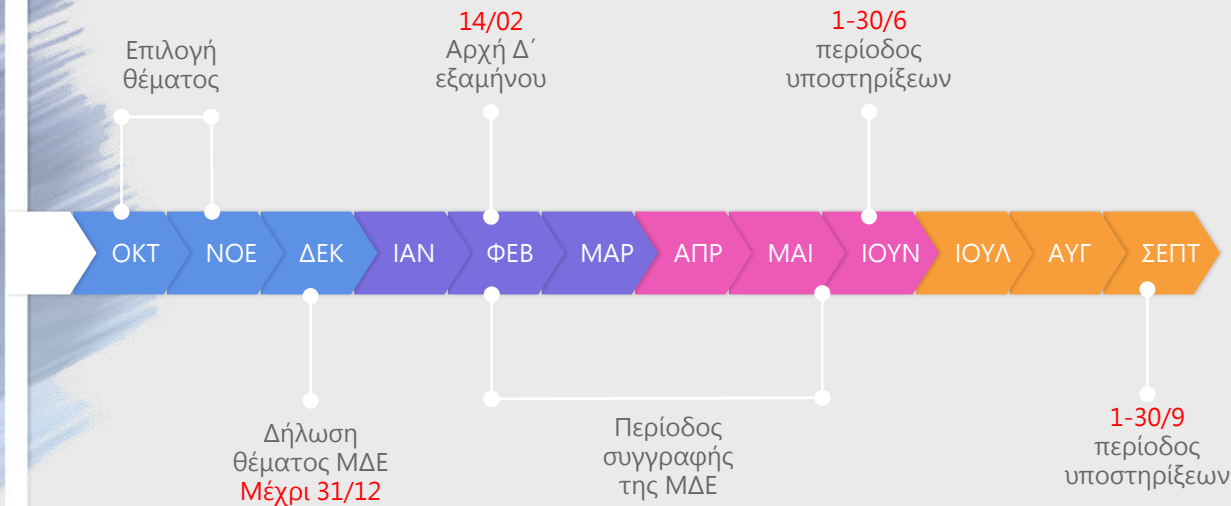 Επιλογή
θέματος
14/02
Αρχή Δ΄
εξαμήνου
1-30/6
περίοδος
υποστηρίξεων
ΟΚΤ ΝΟΕ ΔΕΚ ΙΑΝ ΦΕΒ ΜΑΡ ΑΠΡ ΜΑΙ ΙΟΥΝ ΙΟΥΛ ΑΥΓ ΣΕΠΤ
Δήλωση
θέματος ΜΔΕ
Μέχρι 31/12
Περίοδος
συγγραφής
της ΜΔΕ
1-30/9
περίοδος
υποστηρίξεων